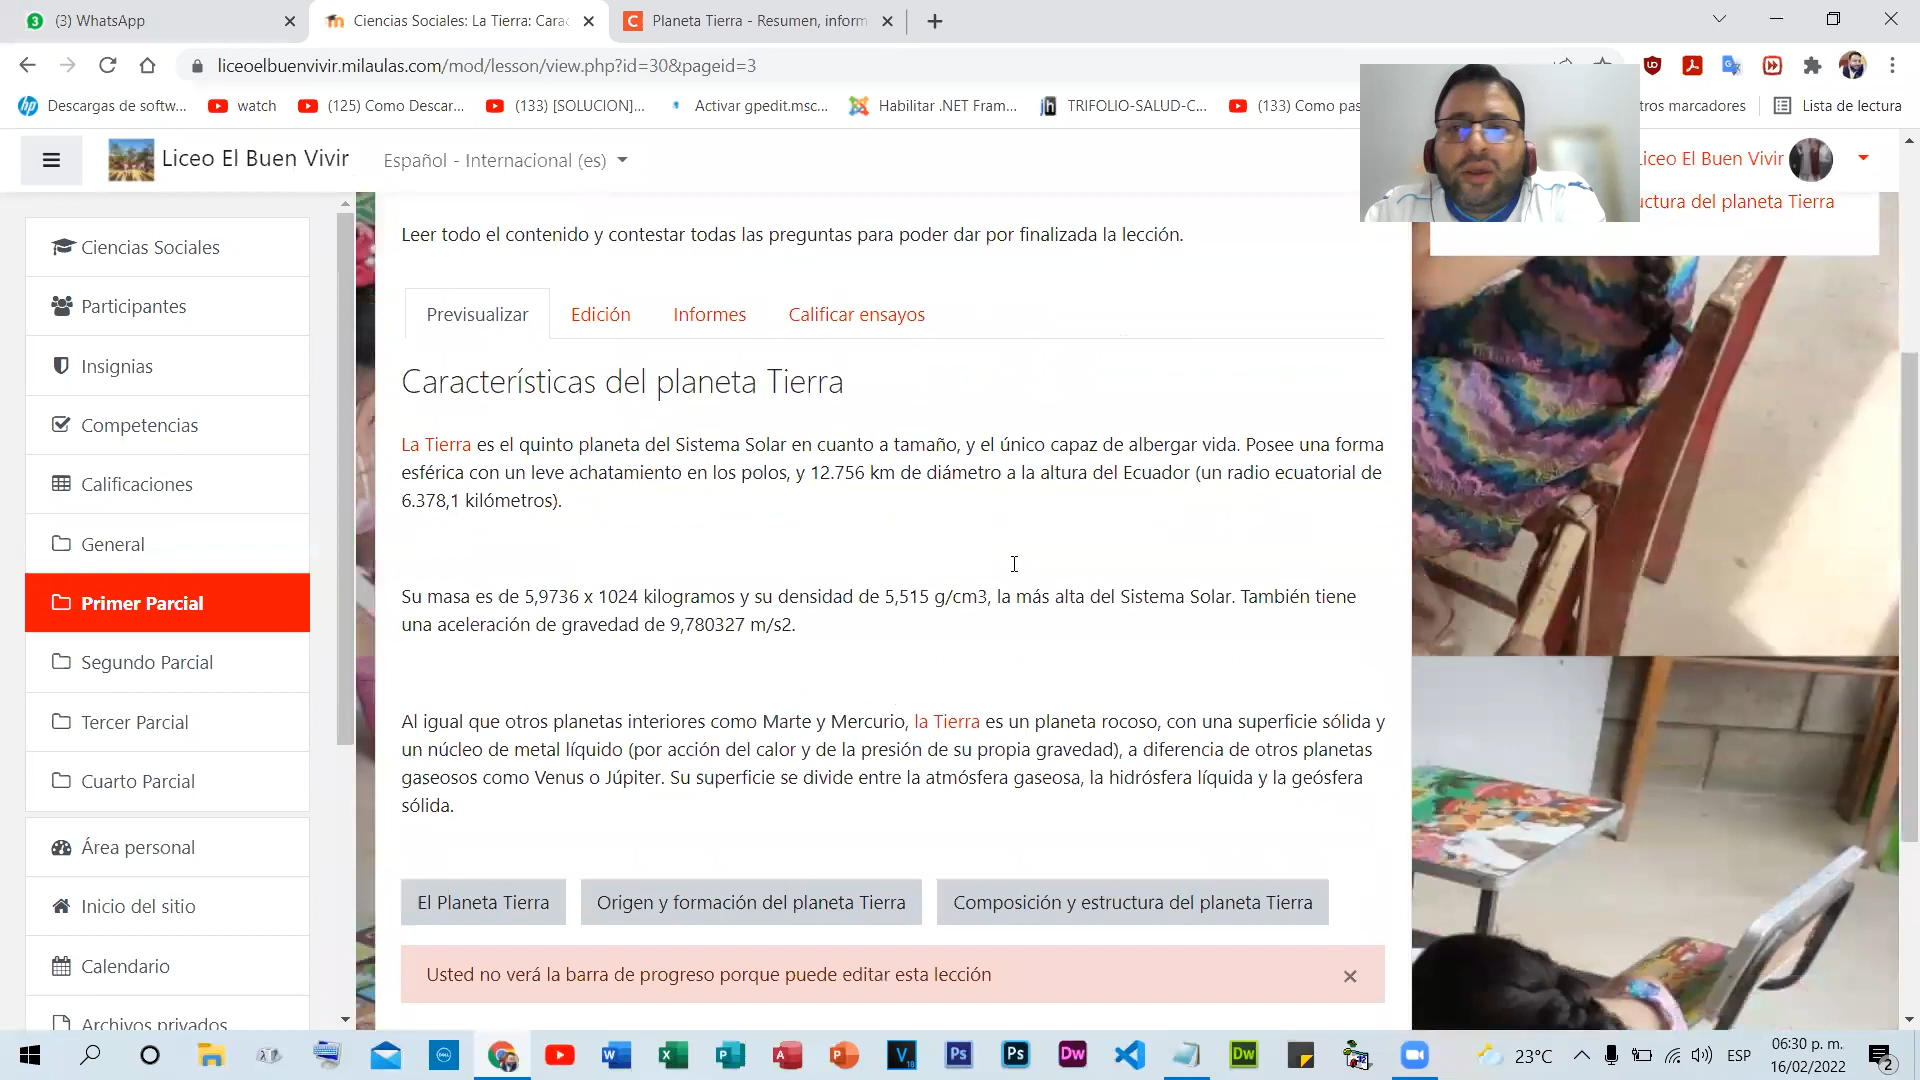 (3) WhatsApp
Ciencias Sociales: La Tierra: Cara
Planeta Tierra - Resumen, inform
liceoelbuenvivir.milaulas.com/mod/lesson/view.php?id=30&pageid=3
Descargas de softw...
watch
(125) Como Descar...
(133) [SOLUCION]...
Activar gpedit.msc...
Habilitar .NET Fram...
TRIFOLIO-SALUD-C...
(133) Como pas
tros marcadores
Lista de lectura
Liceo El Buen Vivir
Español - Internacional (es)
Liceo El Buen Vivir
uctura del planeta Tierra
Ciencias Sociales
Participantes
Insignias
Competencias
Calificaciones
General
Primer Parcial
Segundo Parcial
Tercer Parcial
Cuarto Parcial
Área personal
Inicio del sitio
Calendario
Archivos privados
Leer todo el contenido y contestar todas las preguntas para poder dar por finalizada la lección.
Previsualizar
Edición
Informes
Calificar ensayos
Características del planeta Tierra
La Tierra es el quinto planeta del Sistema Solar en cuanto a tamaño, y el único capaz de albergar vida. Posee una forma
esférica con un leve achatamiento en los polos, y 12.756 km de diámetro a la altura del Ecuador (un radio ecuatorial de
6.378,1 kilómetros).
Su masa es de 5,9736 x 1024 kilogramos y su densidad de 5,515 g/cm3, la más alta del Sistema Solar. También tiene
una aceleración de gravedad de 9,780327 m/s2.
Al igual que otros planetas interiores como Marte y Mercurio, la Tierra es un planeta rocoso, con una superficie sólida y
un núcleo de metal líquido (por acción del calor y de la presión de su propia gravedad), a diferencia de otros planetas
gaseosos como Venus o Júpiter. Su superficie se divide entre la atmósfera gaseosa, la hidrósfera líquida y la geósfera
sólida.
El Planeta Tierra
Origen y formación del planeta Tierra
Composición y estructura del planeta Tierra
Usted no verá la barra de progreso porque puede editar esta lección
23°C
ESP
06:30 p. m.
16/02/2022
2